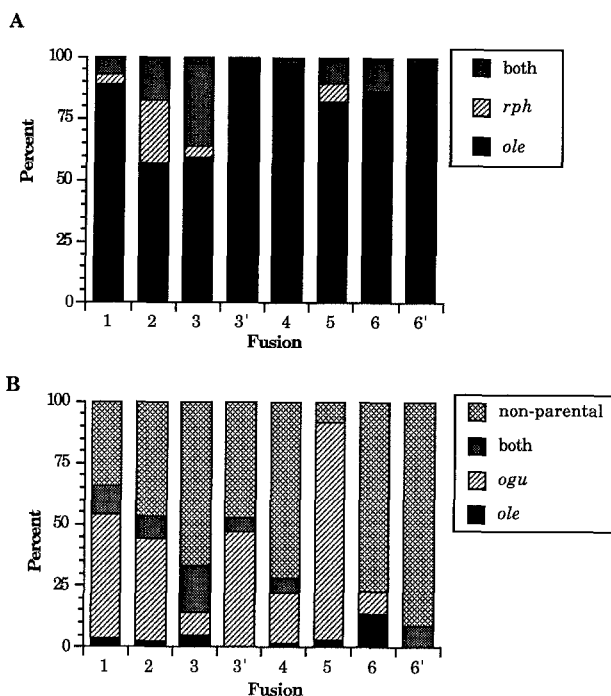 A
100
75
50
25
0
Percent
1 2 3 3' 4 5 6 6'
Fusion
both
rph
ole
B
100
75
50
25
0
Percent
1 2 3 3' 4 5 6 6'
Fusion
non-parental
both
ogu
ole